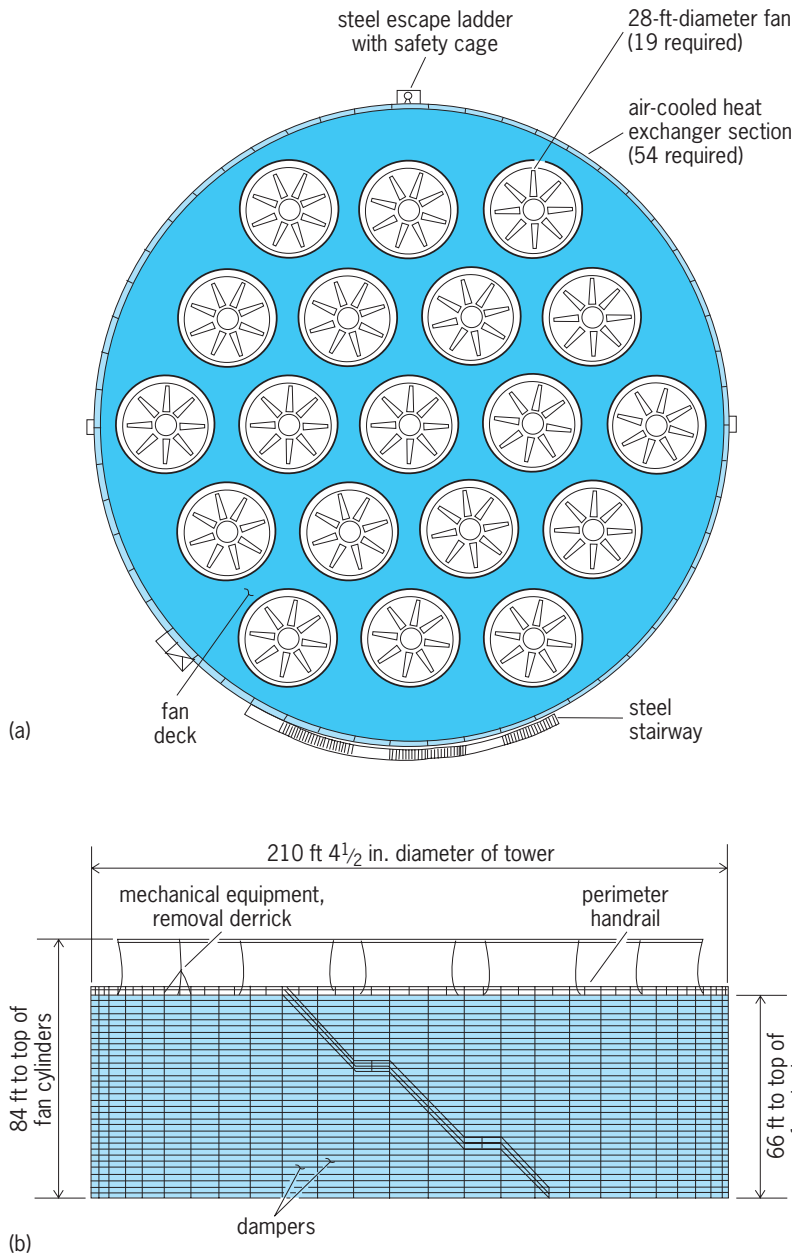 steel escape ladder
with safety cage
28-ft-diameter fan
(19 required)
air-cooled heat
exchanger section
(54 required)
fan
deck
steel
stairway
(a)
210 ft 4 1/2 in. diameter of tower
mechanical equipment,
removal derrick
perimeter
handrail
84 ft to top of
fan cylinders
66 ft to top of
dampers
(b)